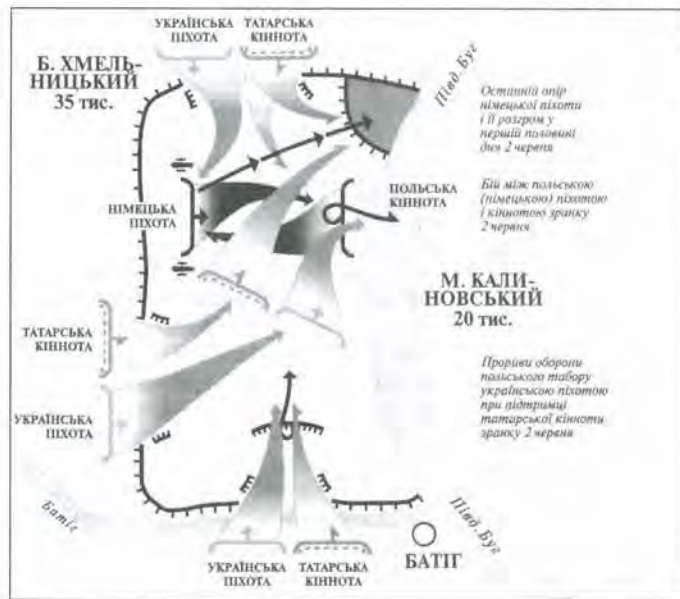 УКРАЇНСЬКА
ПІХОТА
ТАТАРСЬКА
КІННОТА
Б. ХМЕЛЬ-
НИЦЬКИЙ
35 тис.
Півд. Буг
Останній опір
німецької піхоти
і її розгром у
першій половині
дня 2 червня
НІМЕЦЬКА
ПІХОТА
ПОЛЬСЬКА
КІННОТА
Бій між польською
(німецькою) піхотою
і кіннотою зранку
2 червня
М. КАЛИ-
НОВСЬКИЙ
20 тис.
ТАТАРСЬКА
КІННОТА
УКРАЇНСЬКА
ПІХОТА
Прориви оборони
польського табору
українською піхотою
при підтримці
татарської кінноти
зранку 2 червня
Батіг
Півд. Буг
БАТІГ
УКРАЇНСЬКА
ПІХОТА
ТАТАРСЬКА
КІННОТА